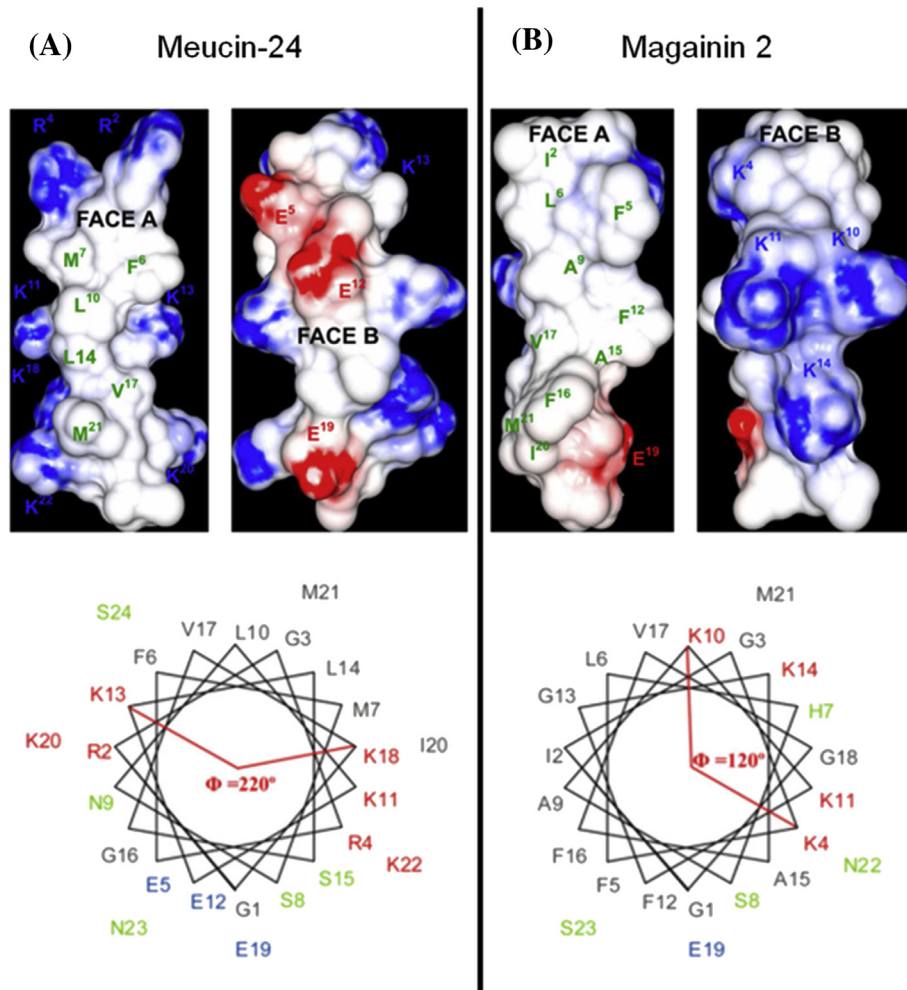 (A) Meucin-24
R4 R2
FACE A
M7 F6
K11 L10 K13
L14
K18 V17
M21
K20
K22
K13
E5
E12
FACE B
E19
(B) Magainin 2
FACE A
I2
L6
F5
A9
F12
V17
A15
F16
M21
I20
E19
FACE B
K4
K11 K10
K14
M21
S24
V17 L10 G3
F6 L14
K13 M7
K20 R2 K18 I20
Φ =220º
N9 K11
G16 R4
E5 S15 K22
E12 G1 S8
N23
E19
M21
V17 K10 G3
L6 K14
G13 H7
I2 G18
Φ =120º
A9 K11
F16 K4
F5 A15 N22
F12 G1 S8
S23
E19